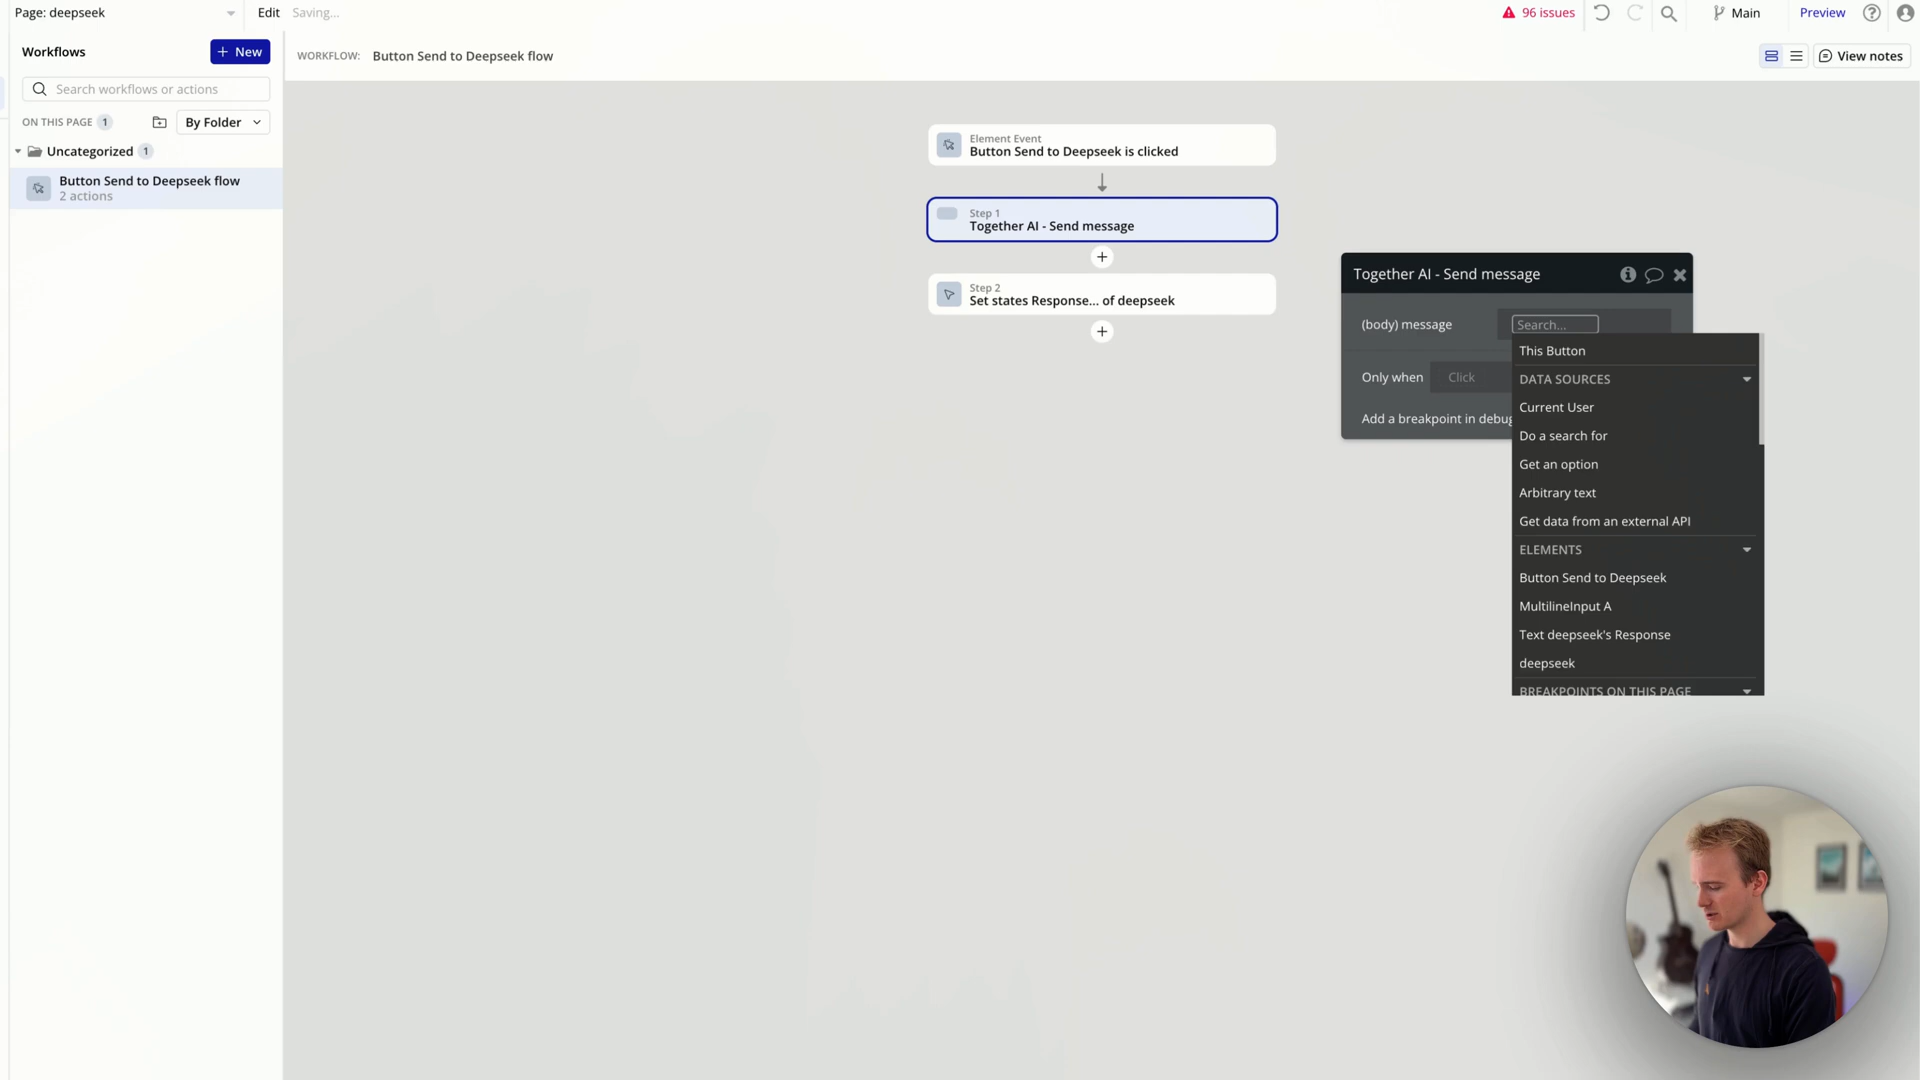 Page: deepseek
Edit
Saving...
96 issues
Main
Preview
Workflows
New
WORKFLOW:
Button Send to Deepseek flow
View notes
Search workflows or actions
ON THIS PAGE 1
By Folder
Uncategorized 1
Button Send to Deepseek flow
2 actions
Element Event
Button Send to Deepseek is clicked
Step 1
Together AI - Send message
Step 2
Set states Response... of deepseek
Together AI - Send message
(body) message
Search...
Only when
Click
Add a breakpoint in debug
This Button
DATA SOURCES
Current User
Do a search for
Get an option
Arbitrary text
Get data from an external API
ELEMENTS
Button Send to Deepseek
MultilineInput A
Text deepseek's Response
deepseek
BREAKPOINTS ON THIS PAGE